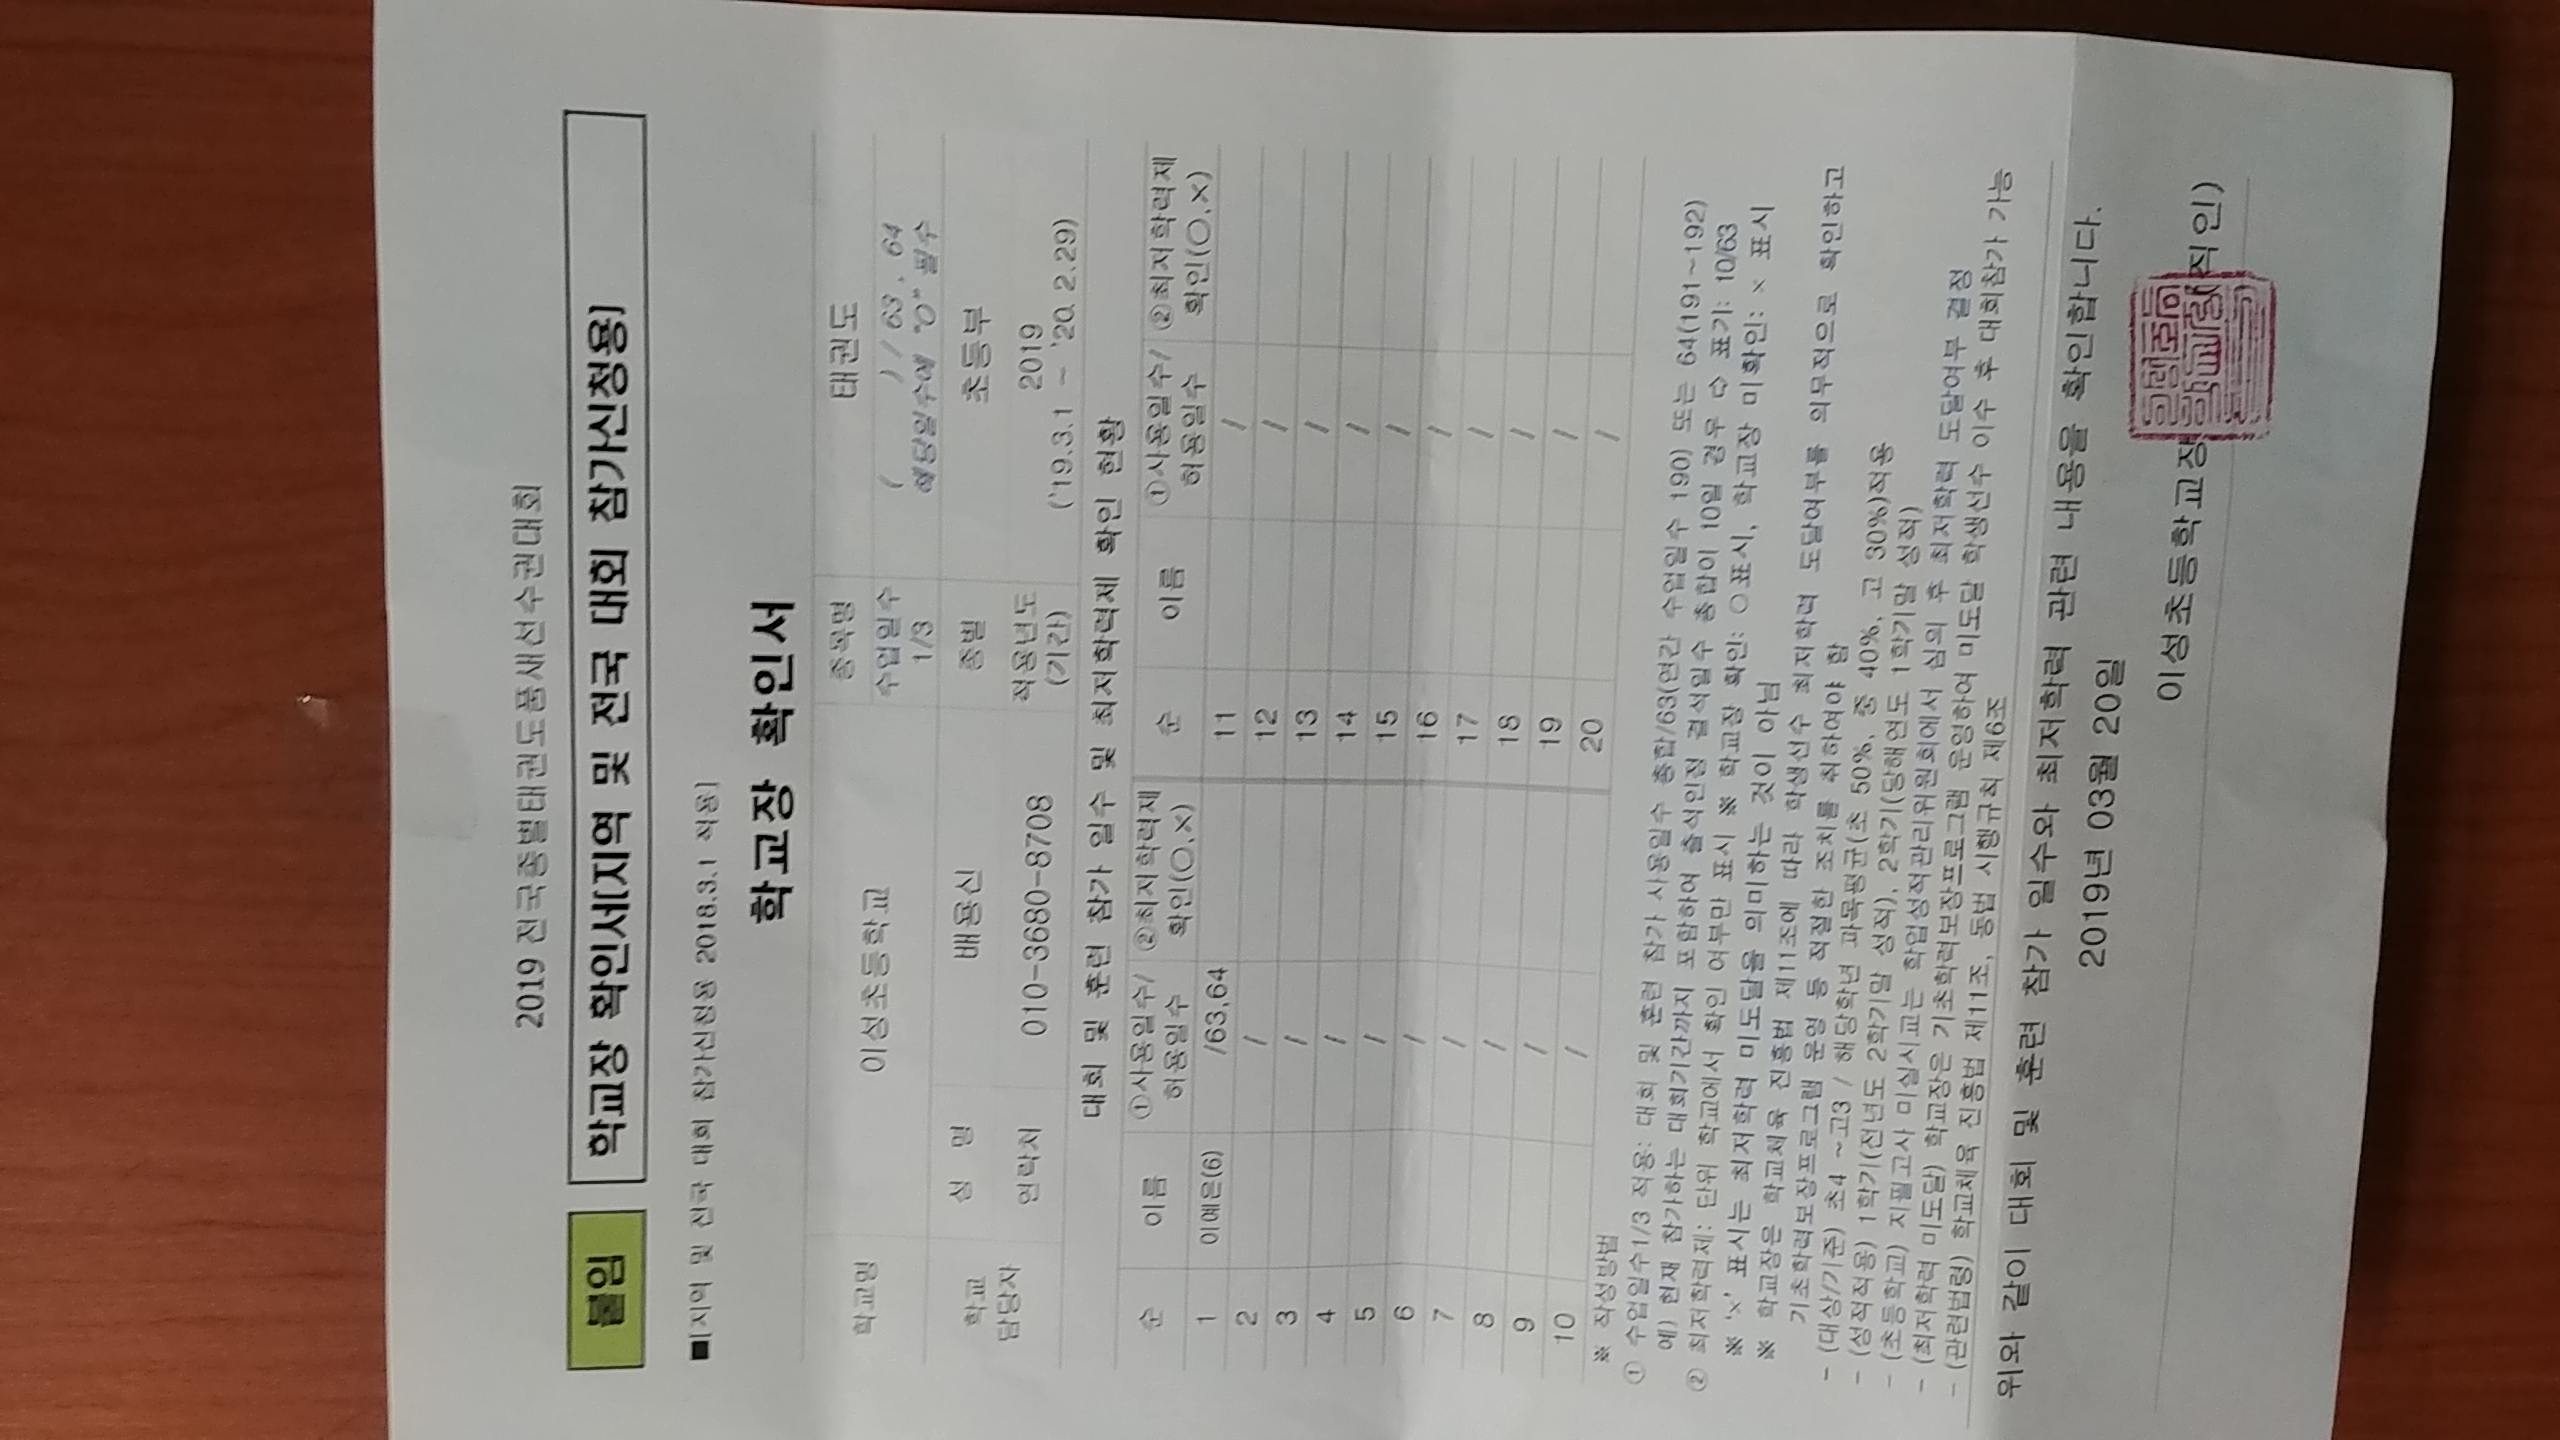 2019 전국종별태권도품새선수권대회
붙임 학교장 확인서(지역 및 전국 대회 참가신청용)
■(지역 및 전국 대회 참가신청용 2018.3.1 적용)
학교장 확인서
학교명 이성초등학교 종목명 태권도
수업일수 1/3 ( ) / 63 , 64
해당일수에 "O" 필수
학교 담당자 성 명 배용신 종별 초등부
연락처 010-3680-8708 적용년도 (기간) 2019
('19.3.1 ~ '20. 2.29)
대회 및 훈련 참가 일수 및 최저학력제 확인 현황
순 이름 ①사용일수/허용일수 ②최저학력제 확인(○,×) 순 이름 ①사용일수/허용일수 ②최저학력제 확인(○,×)
1 이예은(6) /63,64 11 /
2 / 12 /
3 / 13 /
4 / 14 /
5 / 15 /
6 / 16 /
7 / 17 /
8 / 18 /
9 / 19 /
10 / 20 /
※ 작성방법
① 수업일수1/3 적용: 대회 및 훈련 참가 사용일수 총합/63(연간 수업일수 190) 또는 64(191~192)
예) 현재 참가하는 대회기간까지 포함하여 출석인정 결석일수 총합이 10일 경우 ⇨ 표기: 10/63
② 최저학력제: 단위 학교에서 확인 여부만 표시 ※ 학교장 확인: ○표시, 학교장 미확인: × 표시
※ '×' 표시는 최저학력 미도달을 의미하는 것이 아님
※ 학교장은 학교체육 진흥법 제11조에 따라 학생선수 최저학력 도달여부를 의무적으로 확인하고
기초학력보장프로그램 운영 등 적절한 조치를 취하여야 함
- (대상/기준) 초4 ~고3 / 해당학년 과목평균(초 50%, 중 40%, 고 30%)적용
- (성적적용) 1학기(전년도 2학기말 성적), 2학기(당해연도 1학기말 성적)
- (초등학교) 지필고사 미실시교는 학업성적관리위원회에서 심의 후 최저학력 도달여부 결정
- (최저학력 미도달) 학교장은 기초학력보장프로그램 운영하여 미도달 학생선수 이수 후 대회참가 가능
- (관련법령) 학교체육 진흥법 제11조, 동법 시행규칙 제6조
위와 같이 대회 및 훈련 참가 일수와 최저학력 관련 내용을 확인합니다.
2019년 03월 20일
이성초등학교장 (직인)